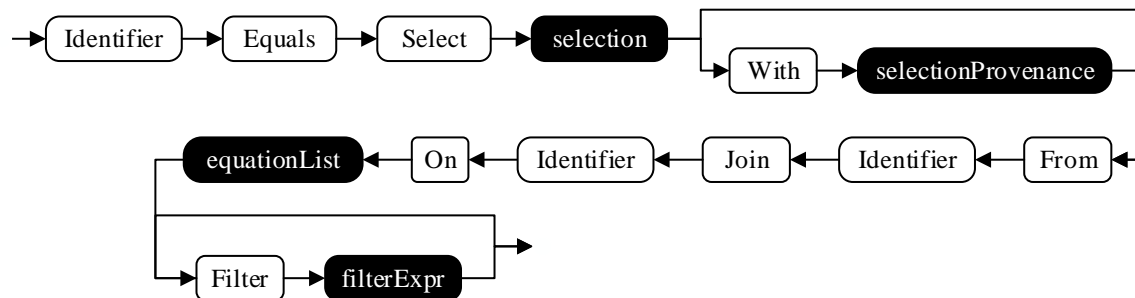 Identifier Equals Select selection
With selectionProvenance
equationList On Identifier Join Identifier From
Filter filterExpr